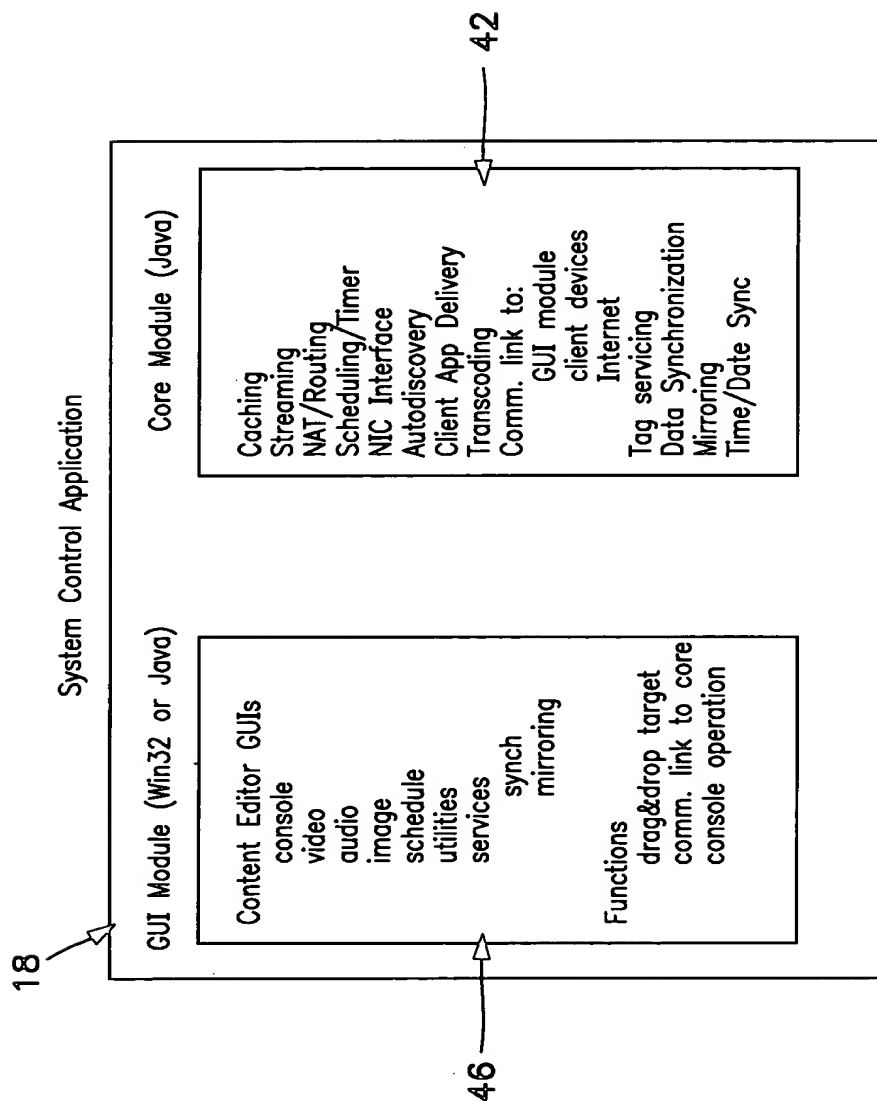 System Control Application
18
GUI Module (Win32 or Java)
Content Editor GUIs
console
video
audio
image
schedule
utilities
services
synch
mirroring
Functions
drag&drop target
comm. link to core
console operation
46
Core Module (Java)
Caching
Streaming
NAT/Routing
Scheduling/Timer
NIC Interface
Autodiscovery
Client App Delivery
Transcoding
Comm. link to:
GUI module
client devices
Internet
Tag servicing
Data Synchronization
Mirroring
Time/Date Sync
42